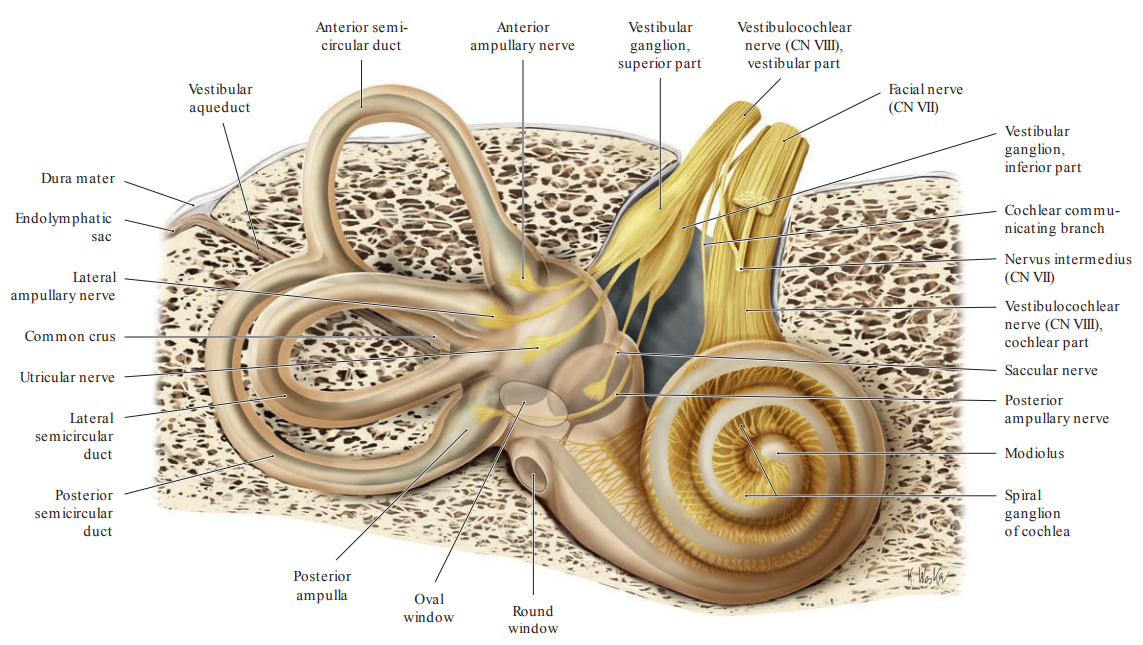 Anterior semi-
circular duct
Anterior
ampullary nerve
Vestibular
ganglion,
superior part
Vestibulocochlear
nerve (CN VIII),
vestibular part
Vestibular
aqueduct
Facial nerve
(CN VII)
Vestibular
ganglion,
inferior part
Dura mater
Endolymphatic
sac
Cochlear commu-
nicating branch
Lateral
ampullary nerve
Nervus intermedius
(CN VII)
Common crus
Vestibulocochlear
nerve (CN VIII),
cochlear part
Utricular nerve
Saccular nerve
Lateral
semicircular
duct
Posterior
ampullary nerve
Modiolus
Posterior
semicircular
duct
Spiral
ganglion
of cochlea
Posterior
ampulla
Oval
window
Round
window